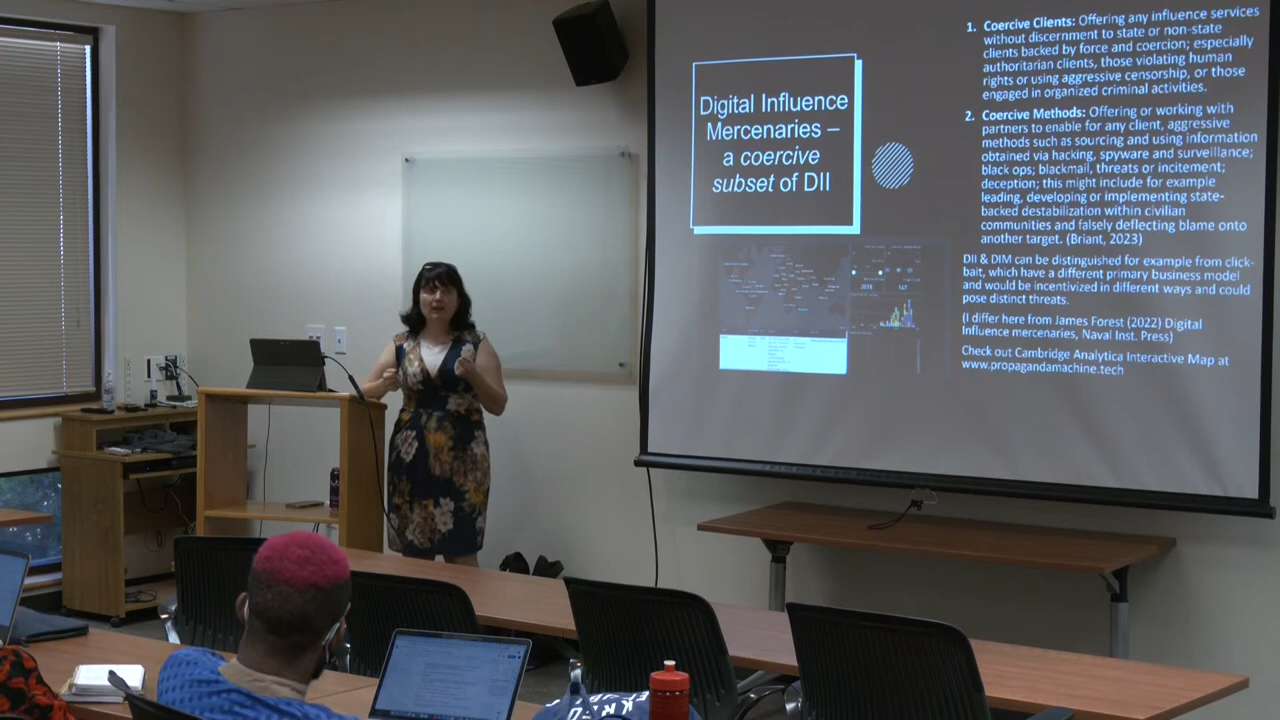 Digital Influence
Mercenaries –
a coercive
subset of DII
1. Coercive Clients: Offering any influence services
without discernment to state or non-state
clients backed by force and coercion; especially
authoritarian clients, those violating human
rights or using aggressive censorship, or those
engaged in organized criminal activities.
2. Coercive Methods: Offering or working with
partners to enable for any client, aggressive
methods such as sourcing and using information
obtained via hacking, spyware and surveillance;
black ops; blackmail, threats or incitement;
deception; this might include for example
leading, developing or implementing state-
backed destabilization within civilian
communities and falsely deflecting blame onto
another target. (Briant, 2023)
DII & DIM can be distinguished for example from click-
bait, which have a different primary business model
and would be incentivized in different ways and could
pose distinct threats.
(I differ here from James Forest (2022) Digital
Influence mercenaries, Naval Inst. Press)
Check out Cambridge Analytica Interactive Map at
www.propagandamachine.tech
2018 147